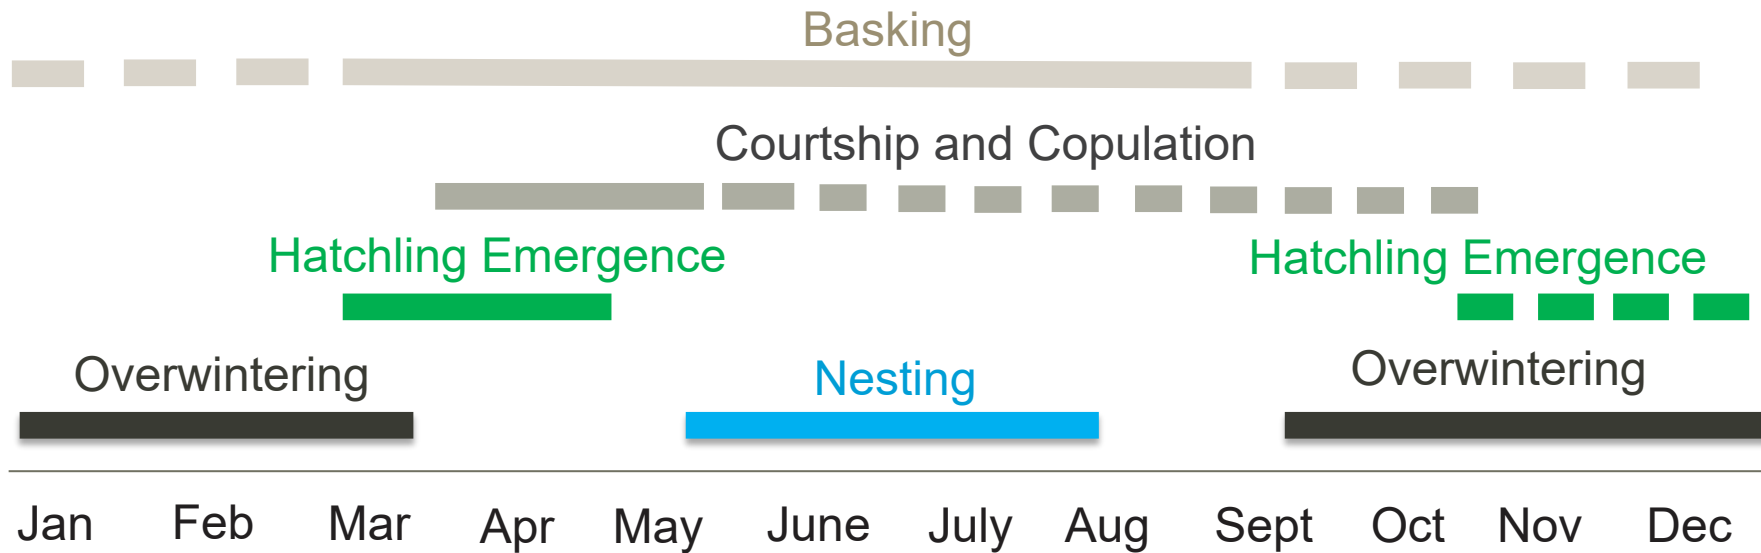 Basking
Courtship and Copulation
Hatchling Emergence
Hatchling Emergence
Overwintering
Nesting
Overwintering
Jan Feb Mar Apr May June July Aug Sept Oct Nov Dec